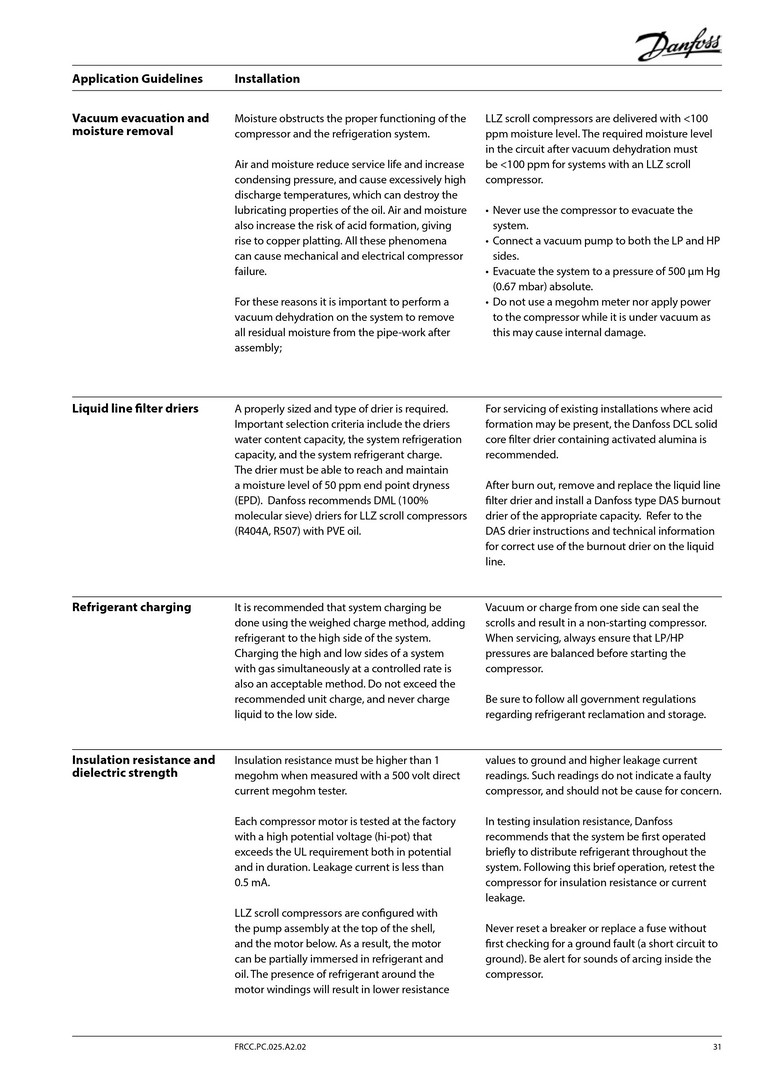 Danfoss
Application Guidelines
Installation
Vacuum evacuation and
moisture removal
Moisture obstructs the proper functioning of the
compressor and the refrigeration system.
Air and moisture reduce service life and increase
condensing pressure, and cause excessively high
discharge temperatures, which can destroy the
lubricating properties of the oil. Air and moisture
also increase the risk of acid formation, giving
rise to copper platting. All these phenomena
can cause mechanical and electrical compressor
failure.
For these reasons it is important to perform a
vacuum dehydration on the system to remove
all residual moisture from the pipe-work after
assembly;
LLZ scroll compressors are delivered with <100
ppm moisture level. The required moisture level
in the circuit after vacuum dehydration must
be <100 ppm for systems with an LLZ scroll
compressor.
• Never use the compressor to evacuate the
system.
• Connect a vacuum pump to both the LP and HP
sides.
• Evacuate the system to a pressure of 500 μm Hg
(0.67 mbar) absolute.
• Do not use a megohm meter nor apply power
to the compressor while it is under vacuum as
this may cause internal damage.
Liquid line filter driers
A properly sized and type of drier is required.
Important selection criteria include the driers
water content capacity, the system refrigeration
capacity, and the system refrigerant charge.
The drier must be able to reach and maintain
a moisture level of 50 ppm end point dryness
(EPD).  Danfoss recommends DML (100%
molecular sieve) driers for LLZ scroll compressors
(R404A, R507) with PVE oil.
For servicing of existing installations where acid
formation may be present, the Danfoss DCL solid
core filter drier containing activated alumina is
recommended.
After burn out, remove and replace the liquid line
filter drier and install a Danfoss type DAS burnout
drier of the appropriate capacity.  Refer to the
DAS drier instructions and technical information
for correct use of the burnout drier on the liquid
line.
Refrigerant charging
It is recommended that system charging be
done using the weighed charge method, adding
refrigerant to the high side of the system.
Charging the high and low sides of a system
with gas simultaneously at a controlled rate is
also an acceptable method. Do not exceed the
recommended unit charge, and never charge
liquid to the low side.
Vacuum or charge from one side can seal the
scrolls and result in a non-starting compressor.
When servicing, always ensure that LP/HP
pressures are balanced before starting the
compressor.
Be sure to follow all government regulations
regarding refrigerant reclamation and storage.
Insulation resistance and
dielectric strength
Insulation resistance must be higher than 1
megohm when measured with a 500 volt direct
current megohm tester.
Each compressor motor is tested at the factory
with a high potential voltage (hi-pot) that
exceeds the UL requirement both in potential
and in duration. Leakage current is less than
0.5 mA.
LLZ scroll compressors are configured with
the pump assembly at the top of the shell,
and the motor below. As a result, the motor
can be partially immersed in refrigerant and
oil. The presence of refrigerant around the
motor windings will result in lower resistance
values to ground and higher leakage current
readings. Such readings do not indicate a faulty
compressor, and should not be cause for concern.
In testing insulation resistance, Danfoss
recommends that the system be first operated
briefly to distribute refrigerant throughout the
system. Following this brief operation, retest the
compressor for insulation resistance or current
leakage.
Never reset a breaker or replace a fuse without
first checking for a ground fault (a short circuit to
ground). Be alert for sounds of arcing inside the
compressor.
FRCC.PC.025.A2.02
31